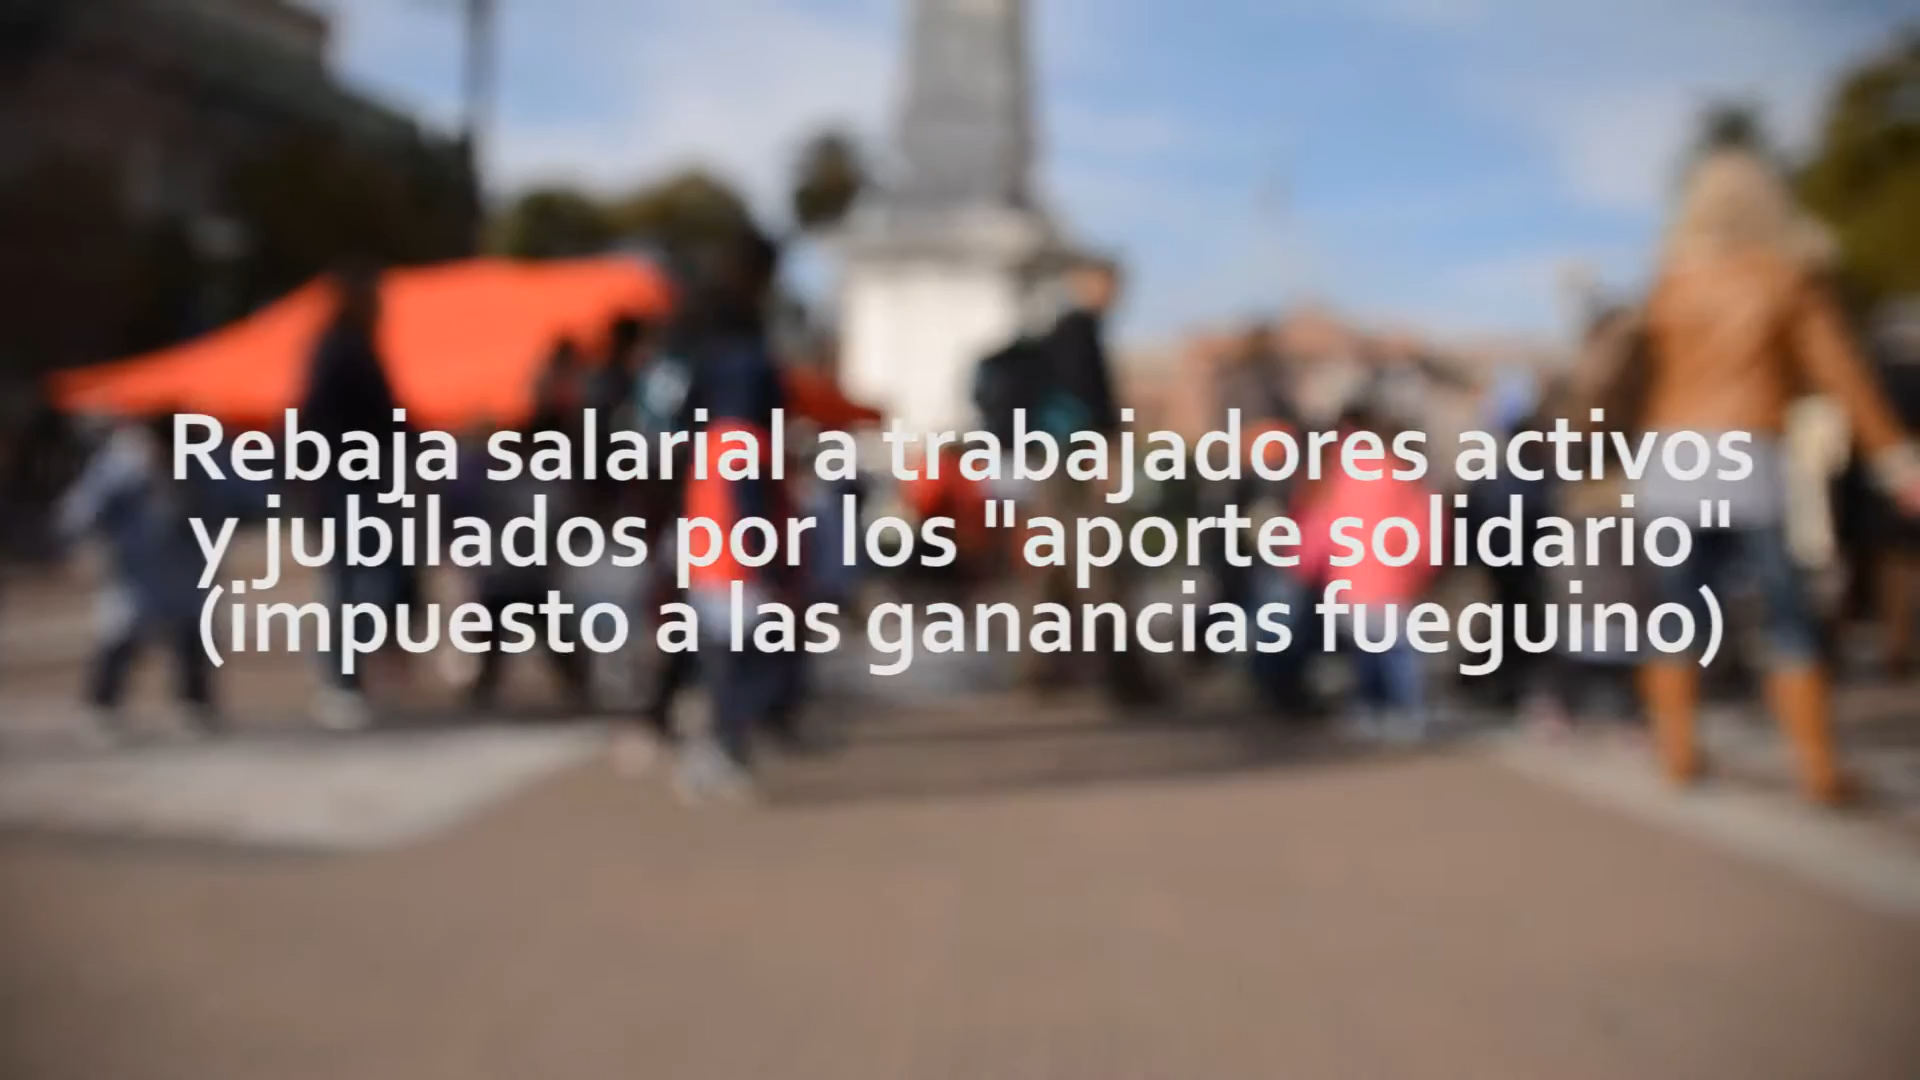 Rebaja salarial a trabajadores activos
y jubilados por los "aporte solidario"
(impuesto a las ganancias fueguino)